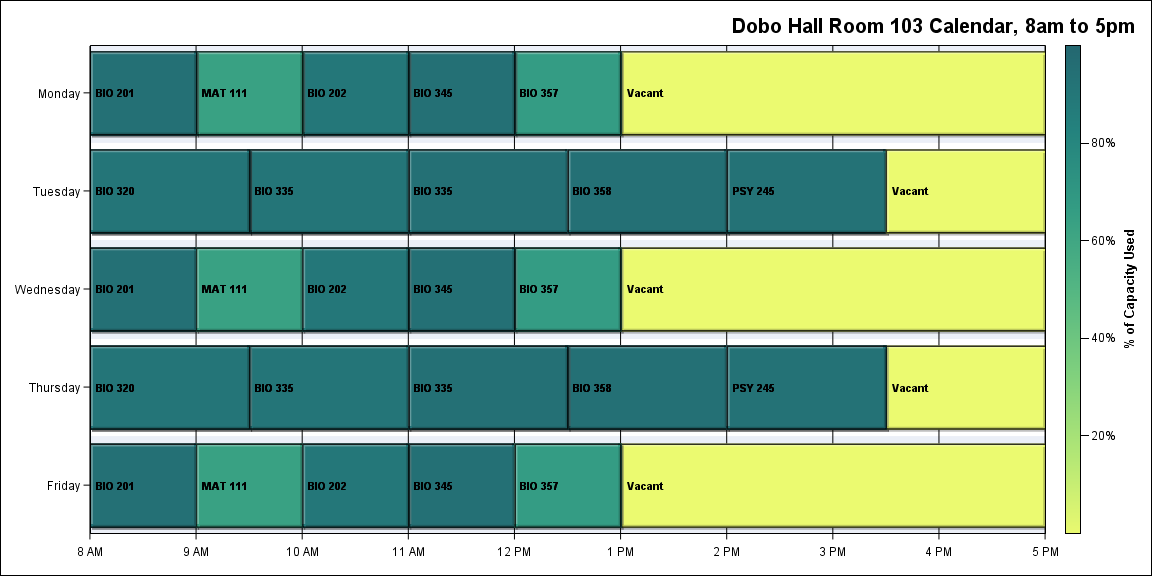 Dobo Hall Room 103 Calendar, 8am to 5pm
Monday BIO 201 MAT 111 BIO 202 BIO 345 BIO 357 Vacant
80%
Tuesday BIO 320 BIO 335 BIO 335 BIO 358 PSY 245 Vacant
60%
% of Capacity Used
Wednesday BIO 201 MAT 111 BIO 202 BIO 345 BIO 357 Vacant
40%
Thursday BIO 320 BIO 335 BIO 335 BIO 358 PSY 245 Vacant
20%
Friday BIO 201 MAT 111 BIO 202 BIO 345 BIO 357 Vacant
8 AM 9 AM 10 AM 11 AM 12 PM 1 PM 2 PM 3 PM 4 PM 5 PM